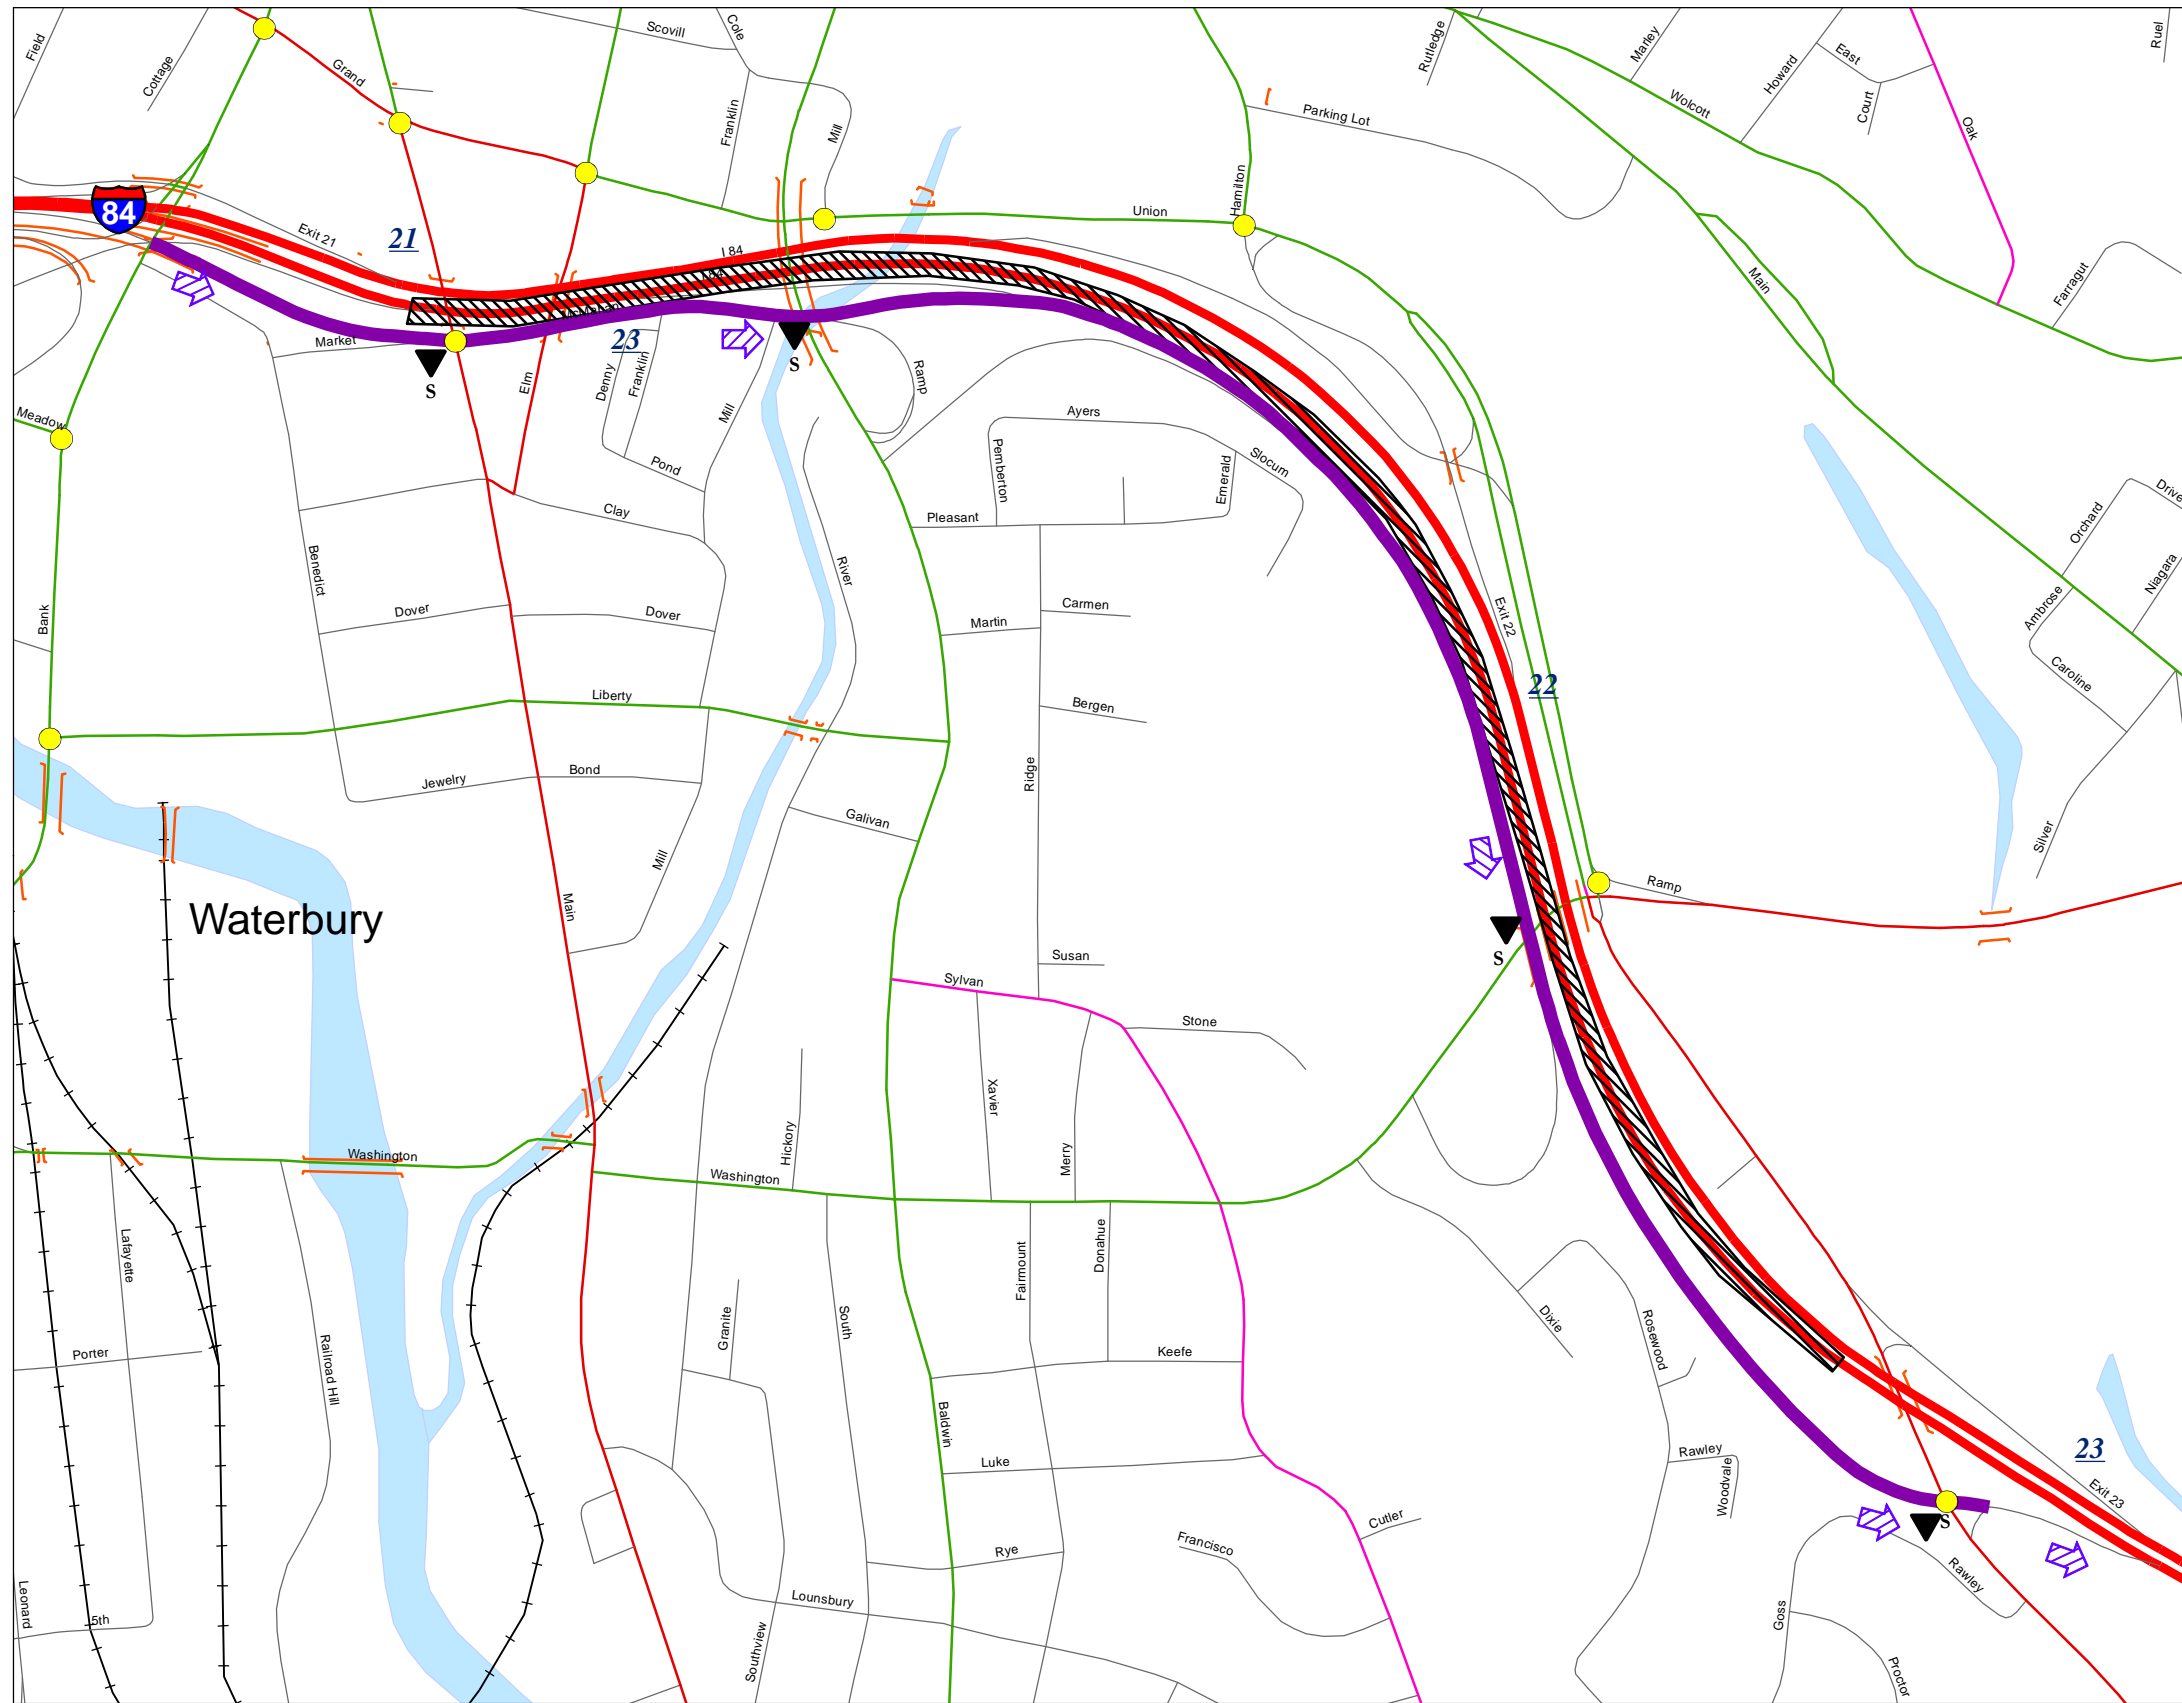 Field
Cottage
Grand
Scovill
Cole
Franklin
Mill
Parking Lot
Rutledge
Marley
Wolcott
Howard
East
Court
Oak
Ruel
84
Exit 21
21
I 84
I 84
Union
Hamilton
Main
Farragut
McMahon
23
Market
S
S
Elm
Denny
Franklin
Mill
Ramp
Meadow
Pond
Clay
Ayers
Pemberton
Emerald
Slocum
Pleasant
Orchard
Drive
Niagara
Ambrose
Caroline
Benedict
Bank
River
Dover
Dover
Martin
Carmen
Exit 22
22
Liberty
Bergen
Ridge
Jewelry
Bond
Galivan
Mill
Silver
Ramp
Main
Waterbury
S
Susan
Sylvan
Stone
Xavier
Merry
Hickory
Washington
Washington
Lafayette
Fairmount
Donahue
Granite
South
Dixie
Rosewood
Porter
Railroad Hill
Keefe
Baldwin
Luke
Rawley
Woodvale
23
Exit 23
Cutler
Francisco
Rye
S
Rawley
Lounsbury
Leonard
5th
Southview
Goss
Proctor